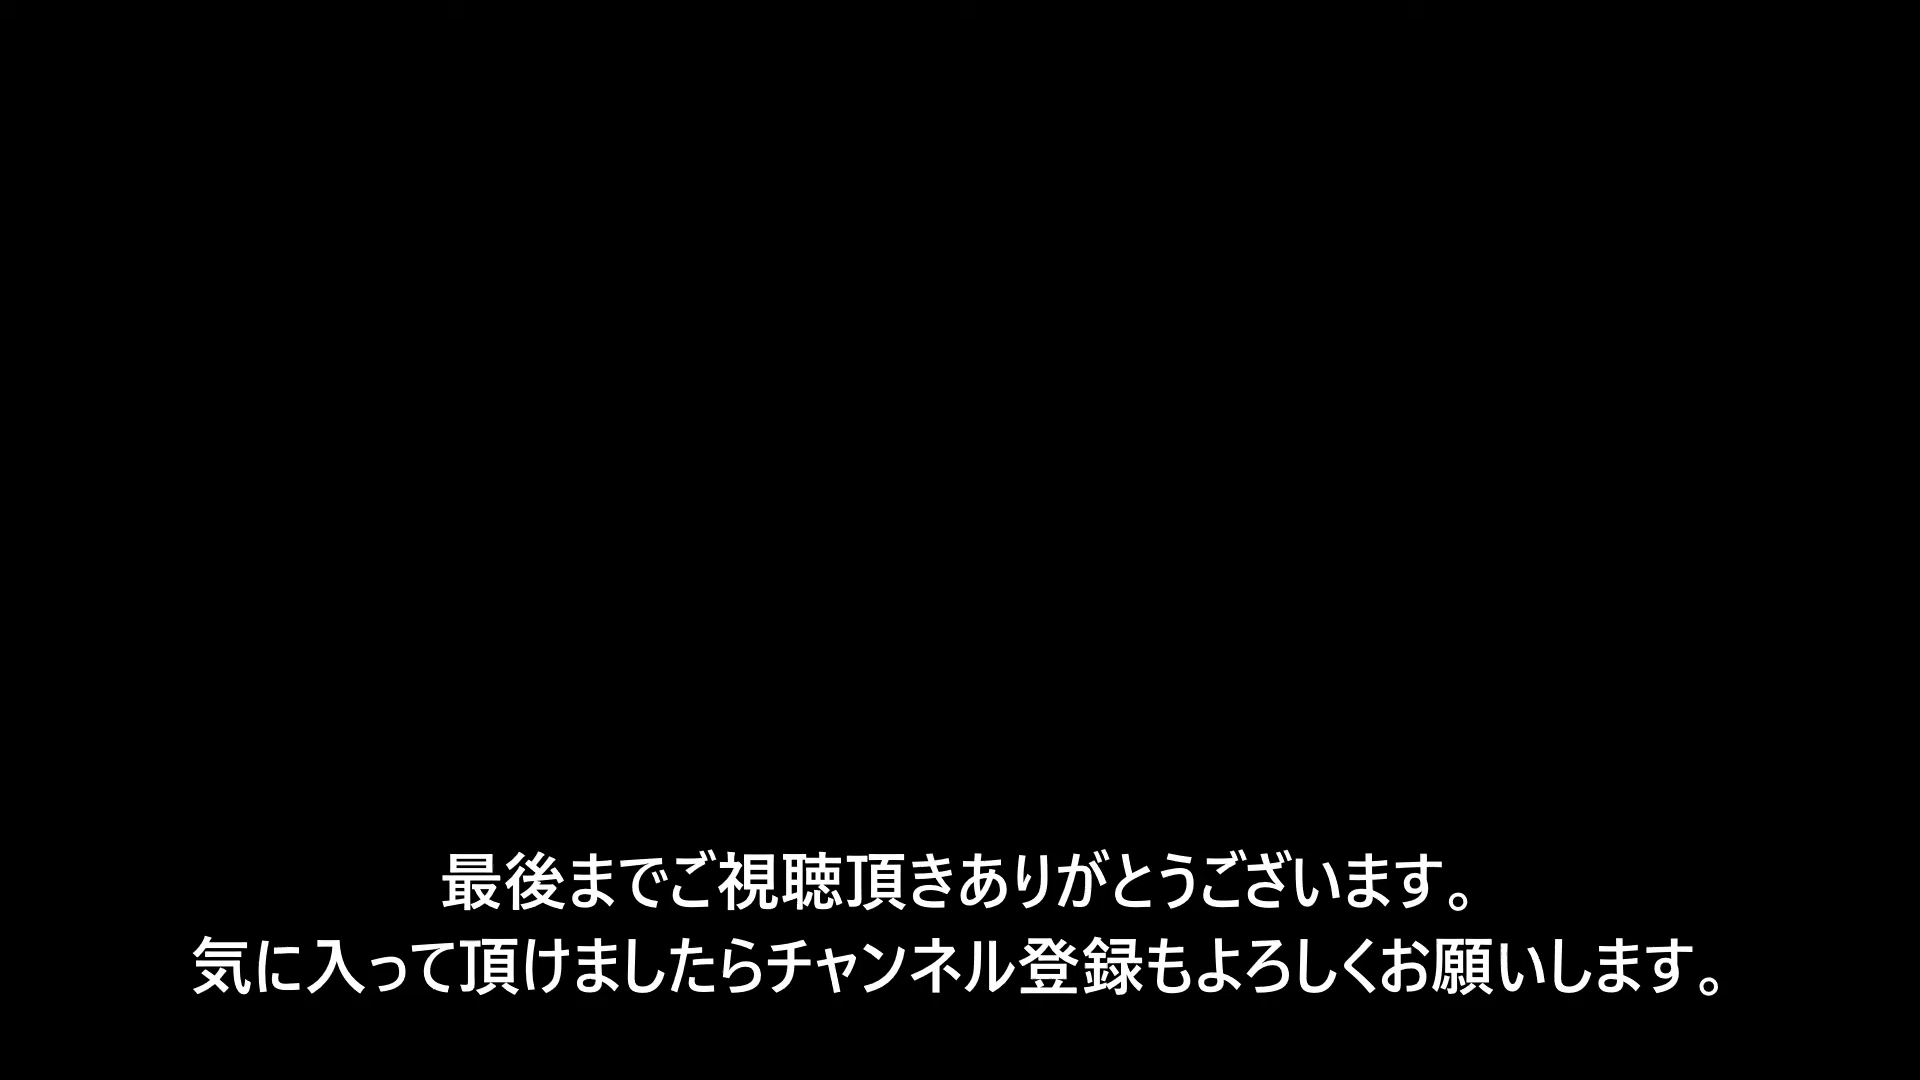 最後までご視聴頂きありがとうございます。
気に入って頂けましたらチャンネル登録もよろしくお願いします。